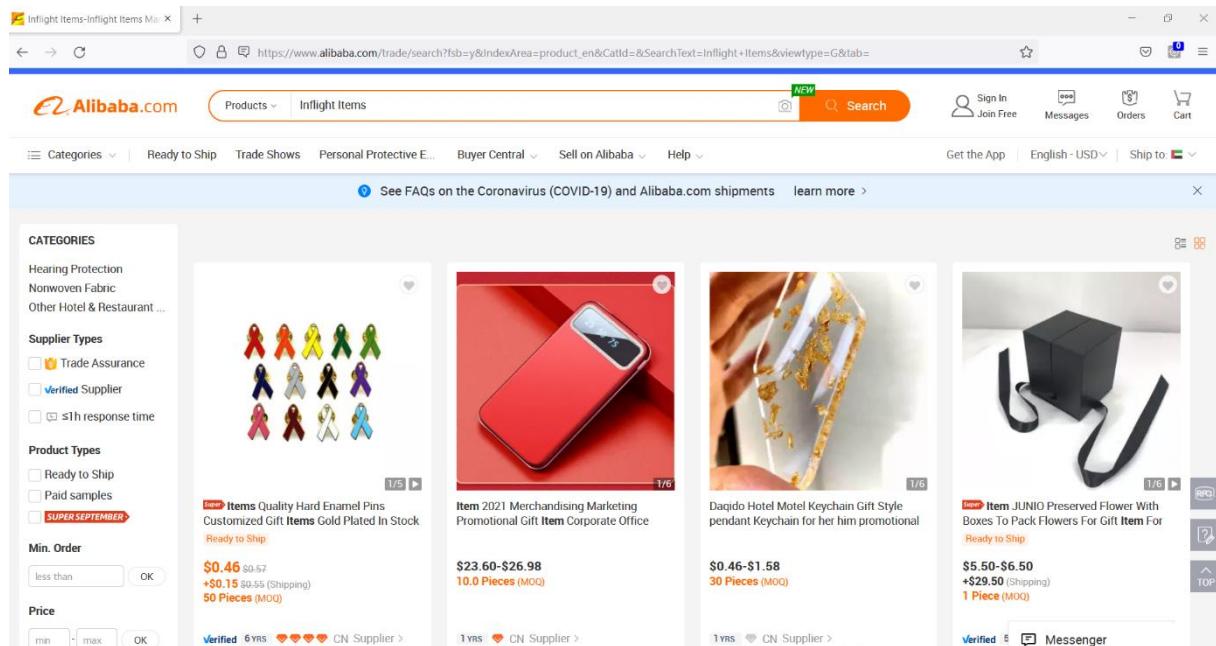 Inflight Items-Inflight Items Ma
https://www.alibaba.com/trade/search?fsb=y&IndexArea=product_en&CatId=&SearchText=Inflight+Items&viewtype=G&tab=
0
Alibaba.com
Products
Inflight Items
NEW
Search
Sign In
Join Free
Messages
Orders
Cart
Categories
Ready to Ship
Trade Shows
Personal Protective E...
Buyer Central
Sell on Alibaba
Help
Get the App
English - USD
Ship to:
See FAQs on the Coronavirus (COVID-19) and Alibaba.com shipments learn more >
CATEGORIES
Hearing Protection
Nonwoven Fabric
Other Hotel & Restaurant ...
Supplier Types
Trade Assurance
Verified Supplier
≤1h response time
Product Types
Ready to Ship
Paid samples
SUPER SEPTEMBER
Min. Order
less than
OK
Price
min - max OK
1/5
Super Items Quality Hard Enamel Pins
Customized Gift Items Gold Plated In Stock
Ready to Ship
$0.46 $0.57
+$0.15 $0.55 (Shipping)
50 Pieces (MOQ)
Verified 6 YRS CN Supplier >
1/6
Item 2021 Merchandising Marketing
Promotional Gift Item Corporate Office
$23.60-$26.98
10.0 Pieces (MOQ)
1 YRS CN Supplier >
1/6
Daqido Hotel Motel Keychain Gift Style
pendant Keychain for her him promotional
$0.46-$1.58
30 Pieces (MOQ)
1 YRS CN Supplier >
1/6
Super Item JUNIO Preserved Flower With
Boxes To Pack Flowers For Gift Item For
Ready to Ship
$5.50-$6.50
+$29.50 (Shipping)
1 Piece (MOQ)
Verified
Messenger
RFQ
TOP